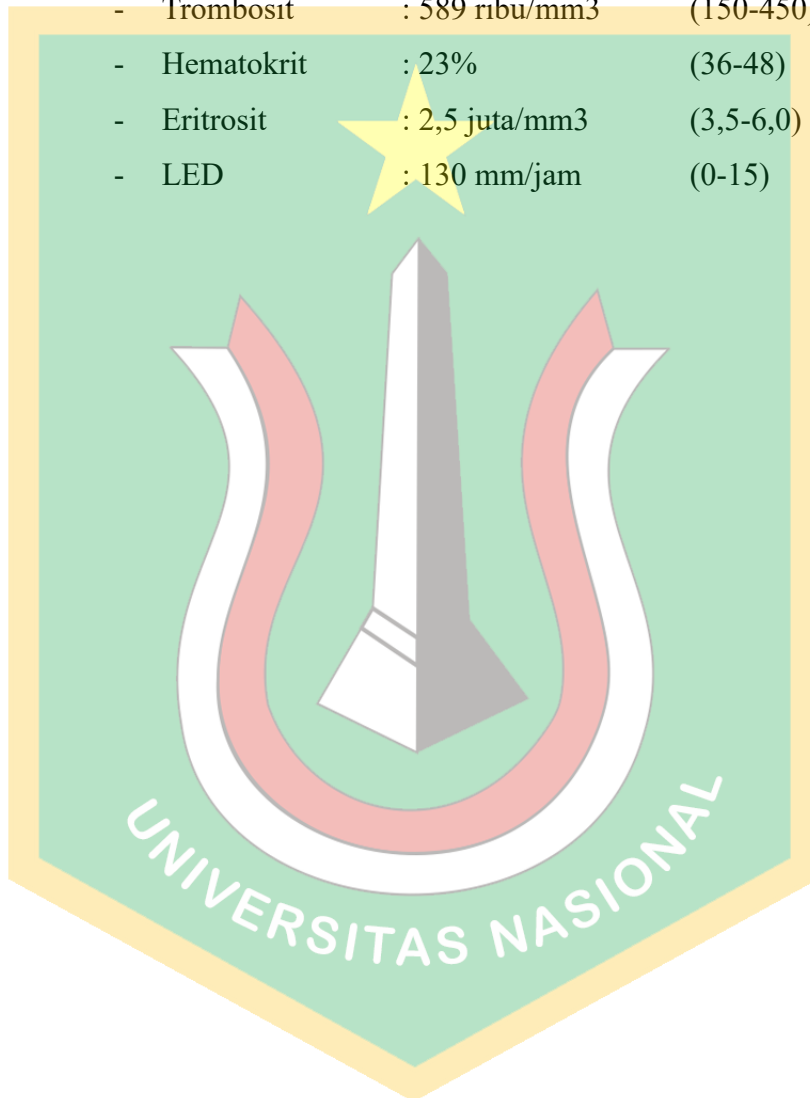 - Trombosit : 589 ribu/mm3 (150-450)
- Hematokrit : 23% (36-48)
- Eritrosit : 2,5 juta/mm3 (3,5-6,0)
- LED : 130 mm/jam (0-15)
UNIVERSITAS NASIONAL